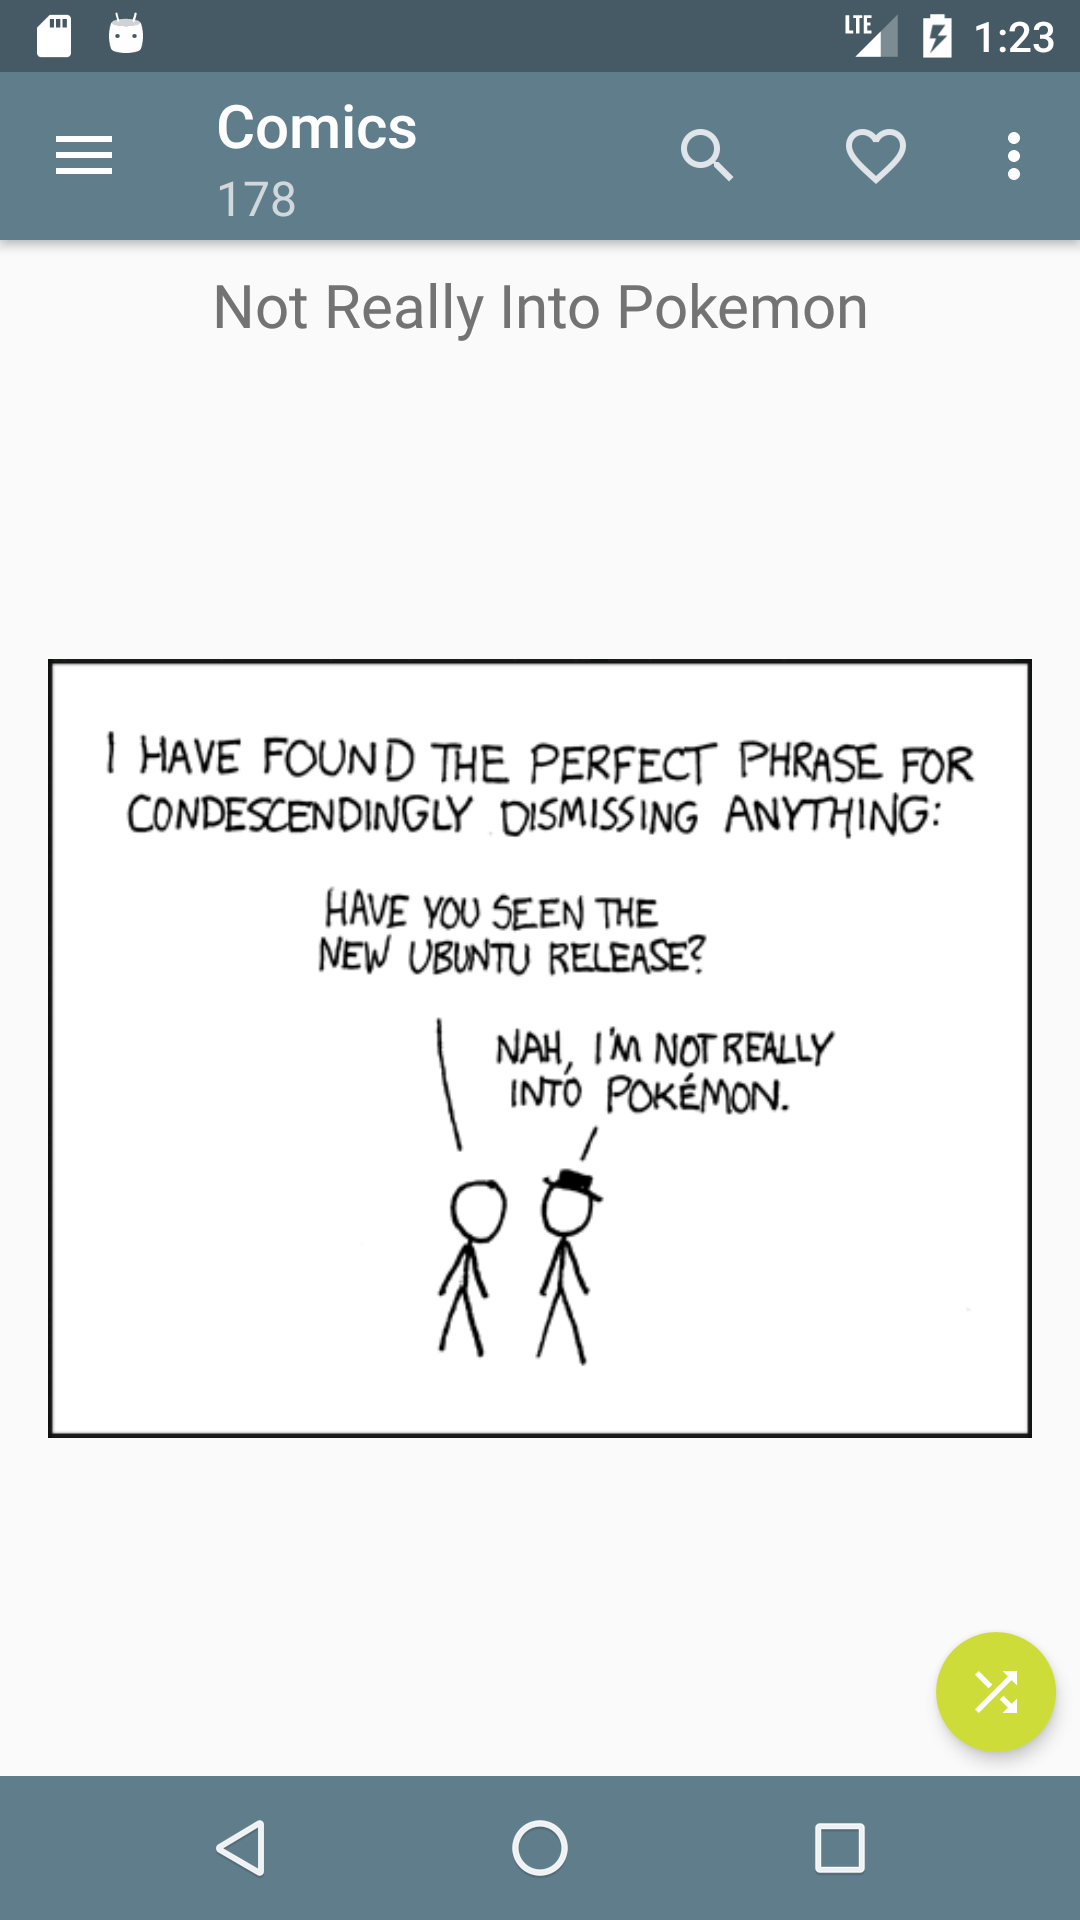 LTE 1:23
Comics
178
Not Really Into Pokemon
I HAVE FOUND THE PERFECT PHRASE FOR
CONDESCENDINGLY DISMISSING ANYTHING:
HAVE YOU SEEN THE
NEW UBUNTU RELEASE?
NAH, I'M NOT REALLY
INTO POKÉMON.